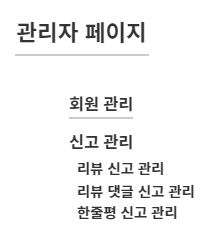 관리자 페이지
회원 관리
신고 관리
리뷰 신고 관리
리뷰 댓글 신고 관리
한줄평 신고 관리